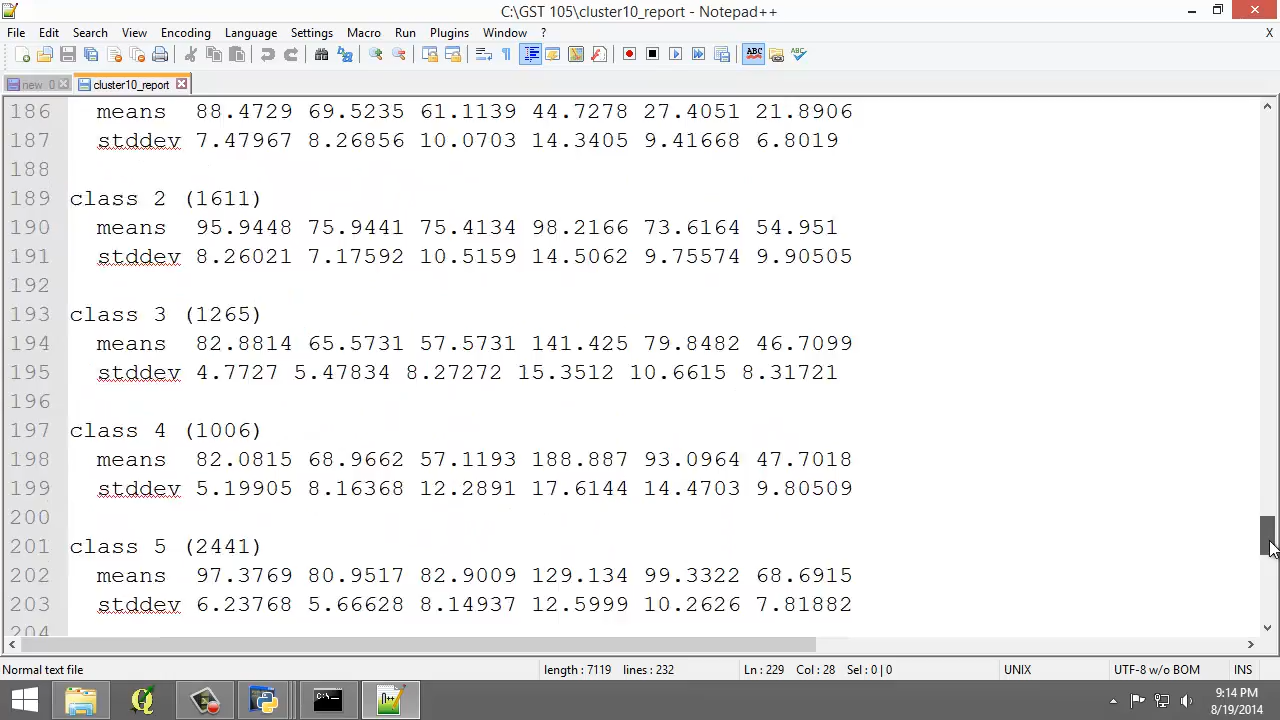 C:\GST 105\cluster10_report - Notepad++
File Edit Search View Encoding Language Settings Macro Run Plugins Window ? X
new 0 cluster10_report
186 means 88.4729 69.5235 61.1139 44.7278 27.4051 21.8906
187 stddev 7.47967 8.26856 10.0703 14.3405 9.41668 6.8019
188
189 class 2 (1611)
190 means 95.9448 75.9441 75.4134 98.2166 73.6164 54.951
191 stddev 8.26021 7.17592 10.5159 14.5062 9.75574 9.90505
192
193 class 3 (1265)
194 means 82.8814 65.5731 57.5731 141.425 79.8482 46.7099
195 stddev 4.7727 5.47834 8.27272 15.3512 10.6615 8.31721
196
197 class 4 (1006)
198 means 82.0815 68.9662 57.1193 188.887 93.0964 47.7018
199 stddev 5.19905 8.16368 12.2891 17.6144 14.4703 9.80509
200
201 class 5 (2441)
202 means 97.3769 80.9517 82.9009 129.134 99.3322 68.6915
203 stddev 6.23768 5.66628 8.14937 12.5999 10.2626 7.81882
204
Normal text file length : 7119 lines : 232 Ln : 229 Col : 28 Sel : 0 | 0 UNIX UTF-8 w/o BOM INS
9:14 PM
8/19/2014